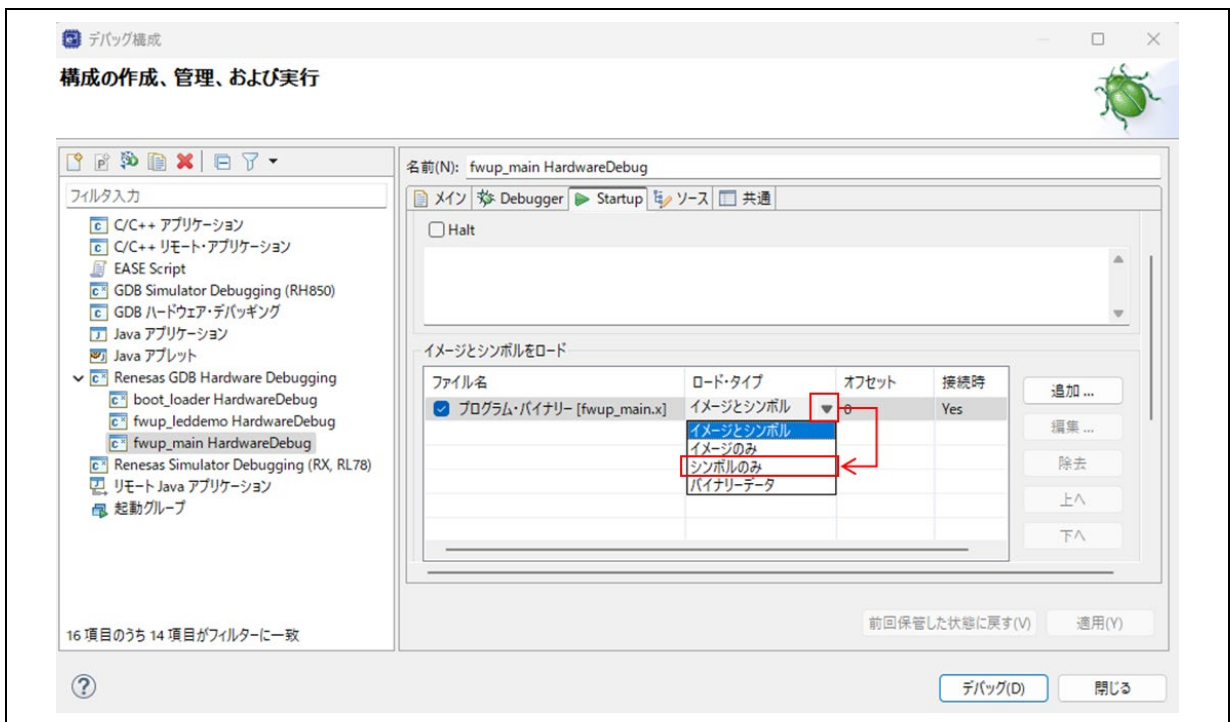 デバッグ構成
構成の作成、管理、および実行
フィルタ入力
C/C++ アプリケーション
C/C++ リモート・アプリケーション
EASE Script
GDB Simulator Debugging (RH850)
GDB ハードウェア・デバッギング
Java アプリケーション
Java アプレット
Renesas GDB Hardware Debugging
boot_loader HardwareDebug
fwup_leddemo HardwareDebug
fwup_main HardwareDebug
Renesas Simulator Debugging (RX, RL78)
リモート Java アプリケーション
起動グループ
16 項目のうち 14 項目がフィルターに一致
名前(N): fwup_main HardwareDebug
メイン Debugger Startup ソース 共通
Halt
イメージとシンボルをロード
ファイル名 ロード・タイプ オフセット 接続時
プログラム・バイナリー [fwup_main.x] イメージとシンボル 0 Yes
イメージとシンボル
イメージのみ
シンボルのみ
バイナリーデータ
追加 ...
編集 ...
除去
上へ
下へ
前回保管した状態に戻す(V) 適用(Y)
デバッグ(D) 閉じる